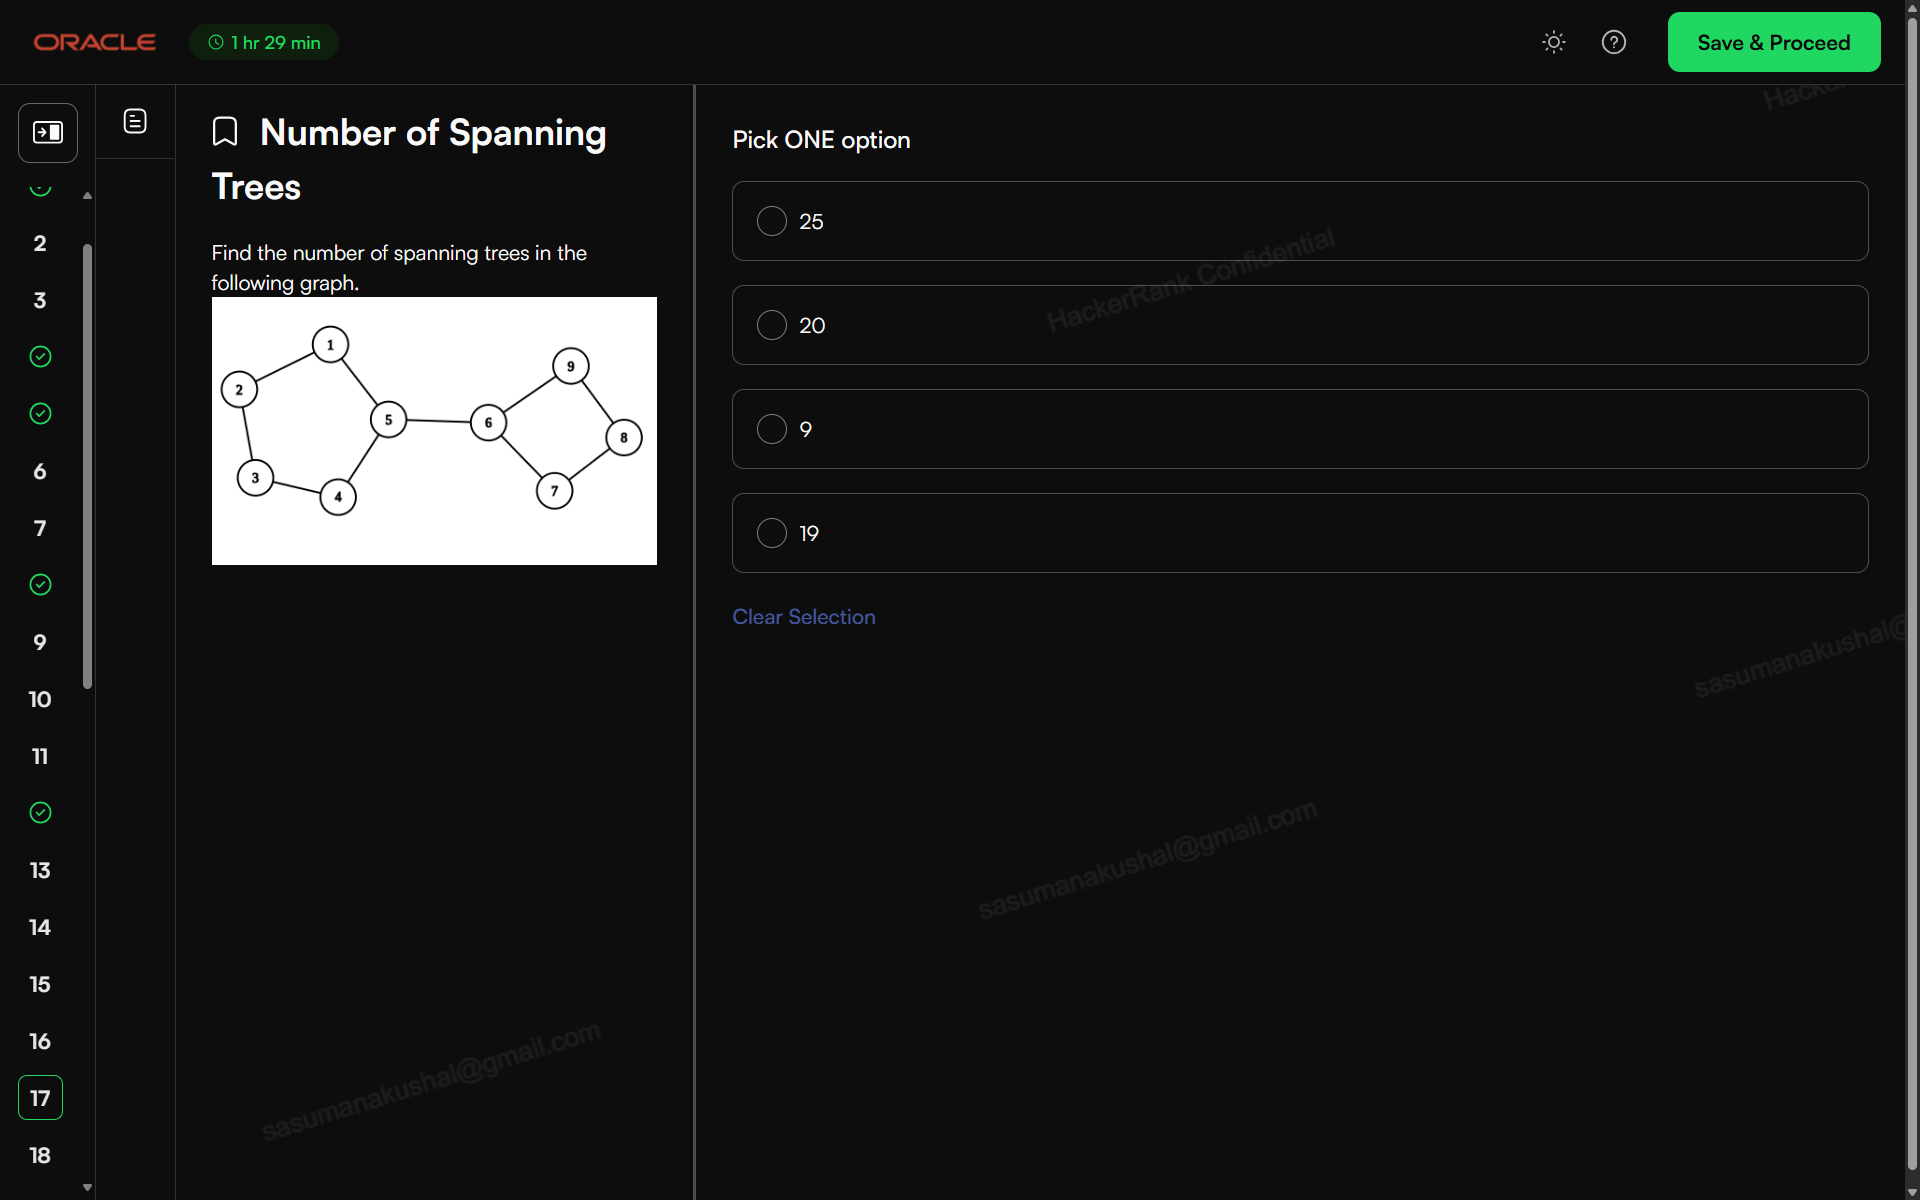 ORACLE
1 hr 29 min
Save & Proceed
2
3
6
7
9
10
11
13
14
15
16
17
18
Number of Spanning
Trees
Find the number of spanning trees in the
following graph.
1
2
3
4
5
6
7
8
9
Pick ONE option
25
20
9
19
Clear Selection
HackerRank Confidential
sasumanakushal@
sasumanakushal@gmail.com
sasumanakushal@gmail.com